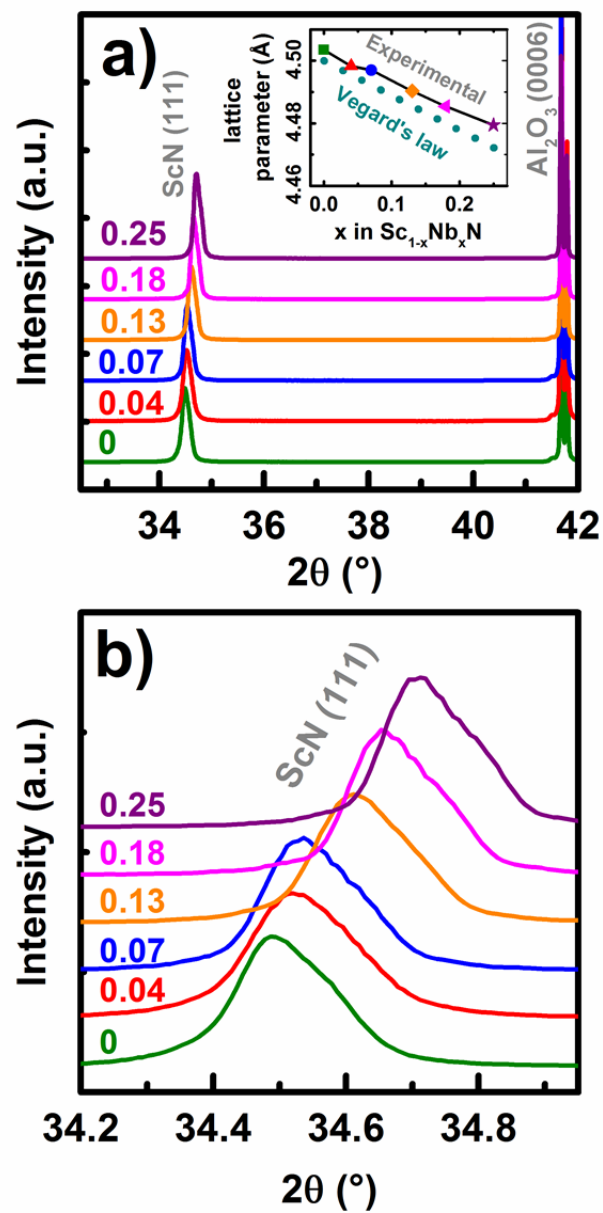 a)
Intensity (a.u.)
ScN (111)
Al₂O₃ (0006)
lattice
parameter (Å)
4.50
4.48
4.46
Experimental
Vegard's law
0.0 0.2
x in Sc₁₋ₓNbₓN
0.25
0.18
0.13
0.07
0.04
0
34 36 38 40 42
2θ (°)
b)
Intensity (a.u.)
ScN (111)
0.25
0.18
0.13
0.07
0.04
0
34.2 34.4 34.6 34.8
2θ (°)